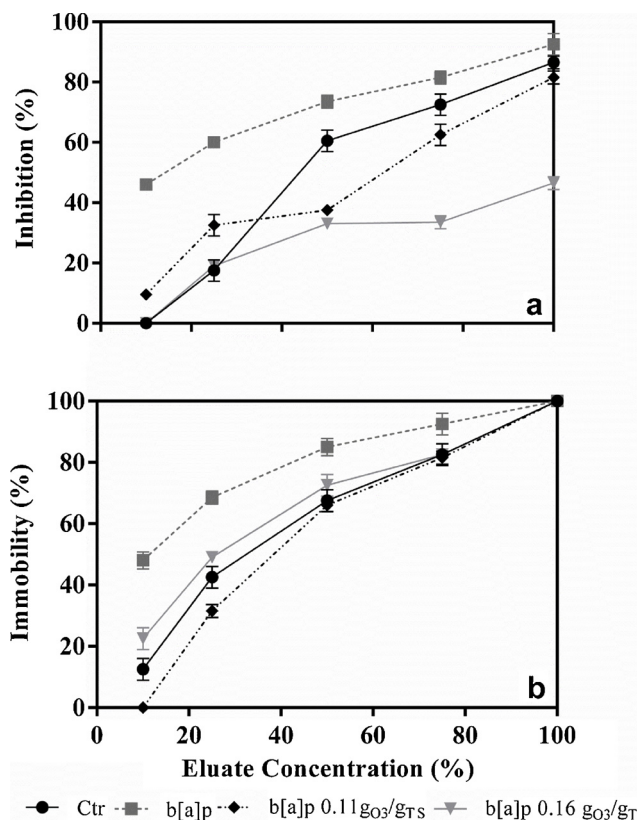 100
80
60
40
20
0
Inhibition (%)
a
100
80
60
40
20
0
Immobility (%)
b
0 20 40 60 80 100
Eluate Concentration (%)
Ctr b[a]p b[a]p 0.11gO3/gTS b[a]p 0.16 gO3/gT